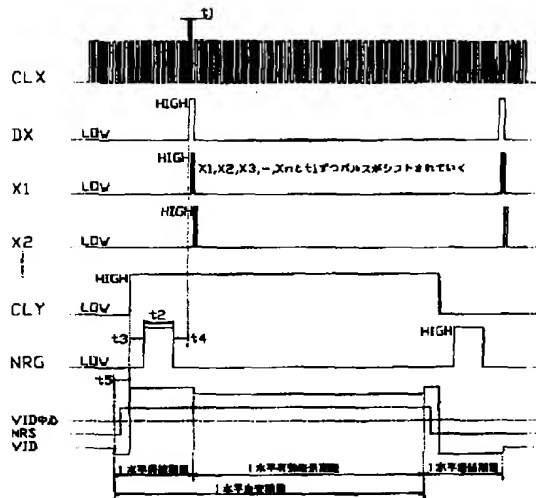 t1
CLX
HIGH
DX LOW
HIGH X1,X2,X3,-,Xnとt1ずつパルスがシフトされていく
X1
HIGH
X2
HIGH
CLY LOW
t2
t3 t4
HIGH
NRG LOW
t5
VID中心
NRS
VID
1水平帰線期間 1水平有効表示期間 1水平帰線期間
1水平走査期間